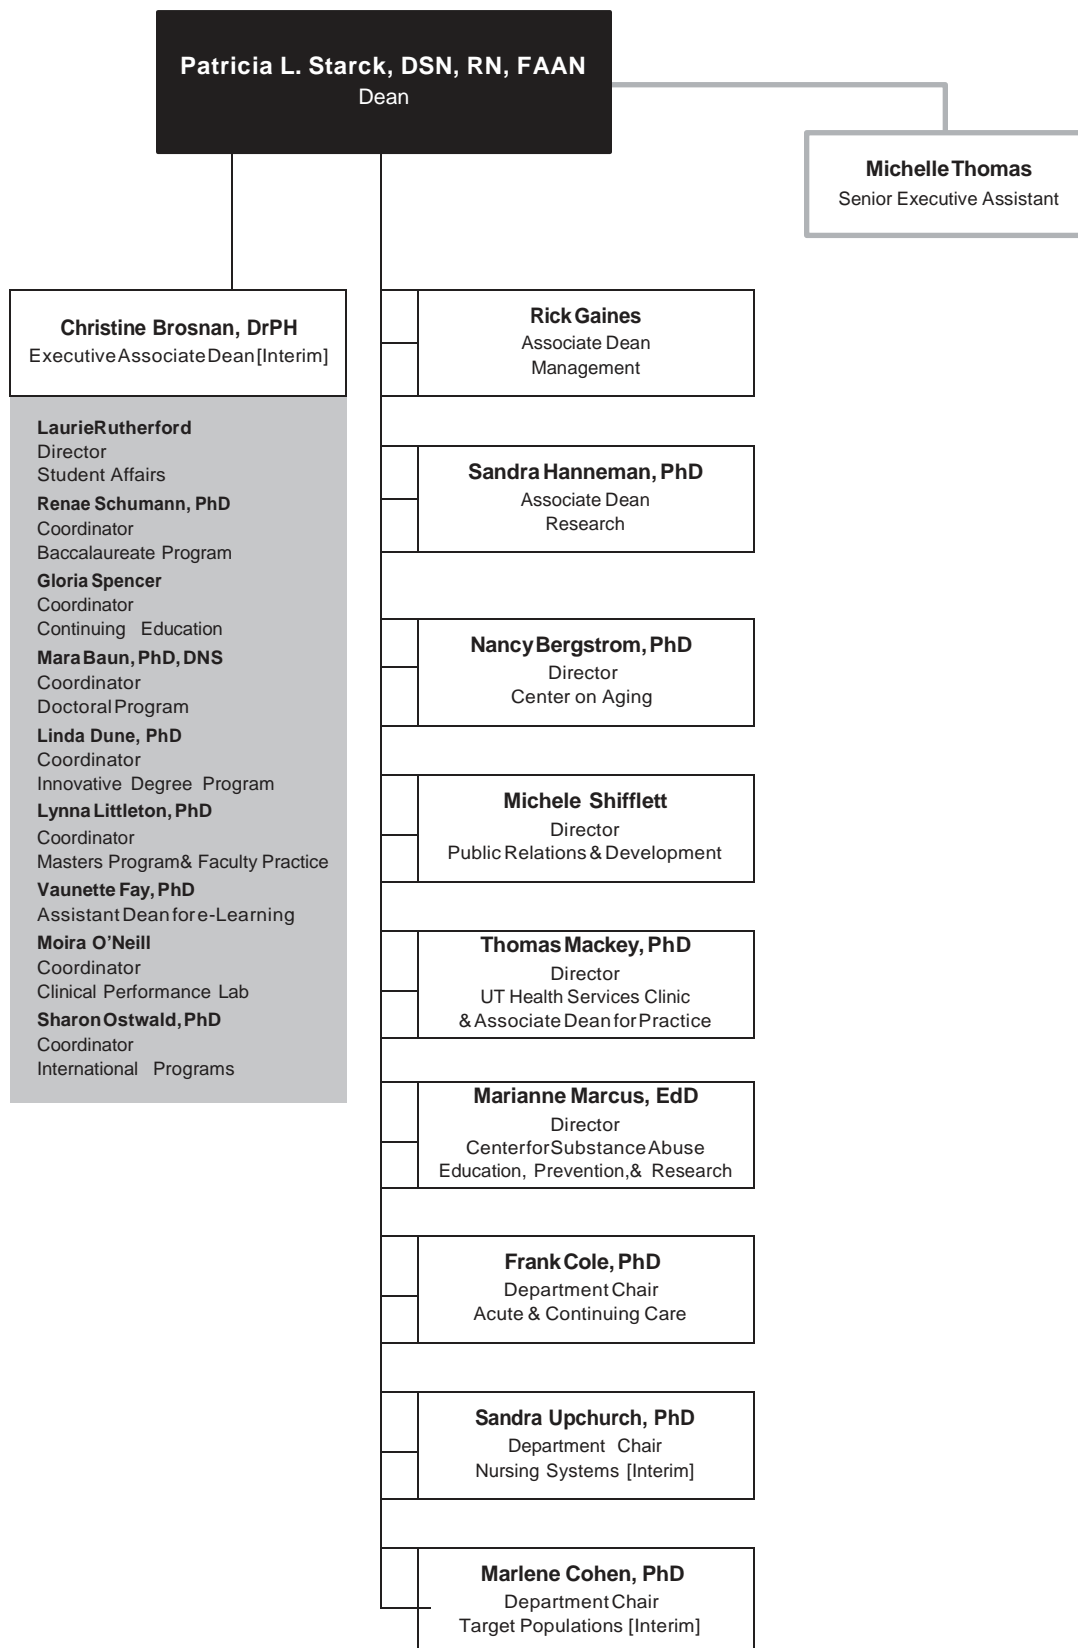 Patricia L. Starck, DSN, RN, FAAN
Dean
Michelle Thomas
Senior Executive Assistant
Christine Brosnan, DrPH
Executive Associate Dean [Interim]
Laurie Rutherford
Director
Student Affairs
Renae Schumann, PhD
Coordinator
Baccalaureate Program
Gloria Spencer
Coordinator
Continuing Education
Mara Baun, PhD, DNS
Coordinator
Doctoral Program
Linda Dune, PhD
Coordinator
Innovative Degree Program
Lynna Littleton, PhD
Coordinator
Masters Program & Faculty Practice
Vaunette Fay, PhD
Assistant Dean for e-Learning
Moira O’Neill
Coordinator
Clinical Performance Lab
Sharon Ostwald, PhD
Coordinator
International Programs
Rick Gaines
Associate Dean
Management
Sandra Hanneman, PhD
Associate Dean
Research
Nancy Bergstrom, PhD
Director
Center on Aging
Michele Shifflett
Director
Public Relations & Development
Thomas Mackey, PhD
Director
UT Health Services Clinic
& Associate Dean for Practice
Marianne Marcus, EdD
Director
Center for Substance Abuse
Education, Prevention, & Research
Frank Cole, PhD
Department Chair
Acute & Continuing Care
Sandra Upchurch, PhD
Department Chair
Nursing Systems [Interim]
Marlene Cohen, PhD
Department Chair
Target Populations [Interim]